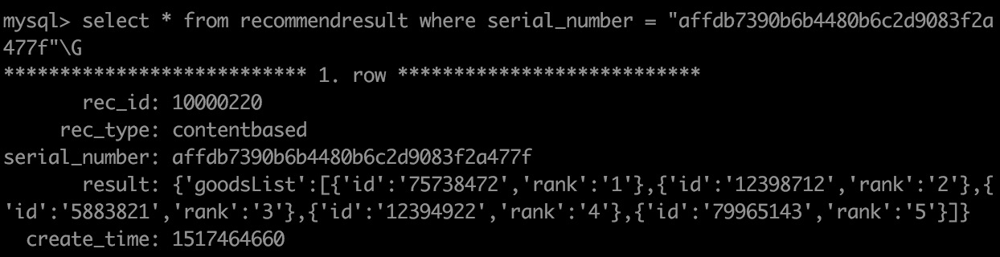 mysql> select * from recommendresult where serial_number = "affdb7390b6b4480b6c2d9083f2a
477f"\G
*************************** 1. row ***************************
       rec_id: 10000220
     rec_type: contentbased
serial_number: affdb7390b6b4480b6c2d9083f2a477f
       result: {'goodsList':[{'id':'75738472','rank':'1'},{'id':'12398712','rank':'2'},{
'id':'5883821','rank':'3'},{'id':'12394922','rank':'4'},{'id':'79965143','rank':'5'}]}
  create_time: 1517464660